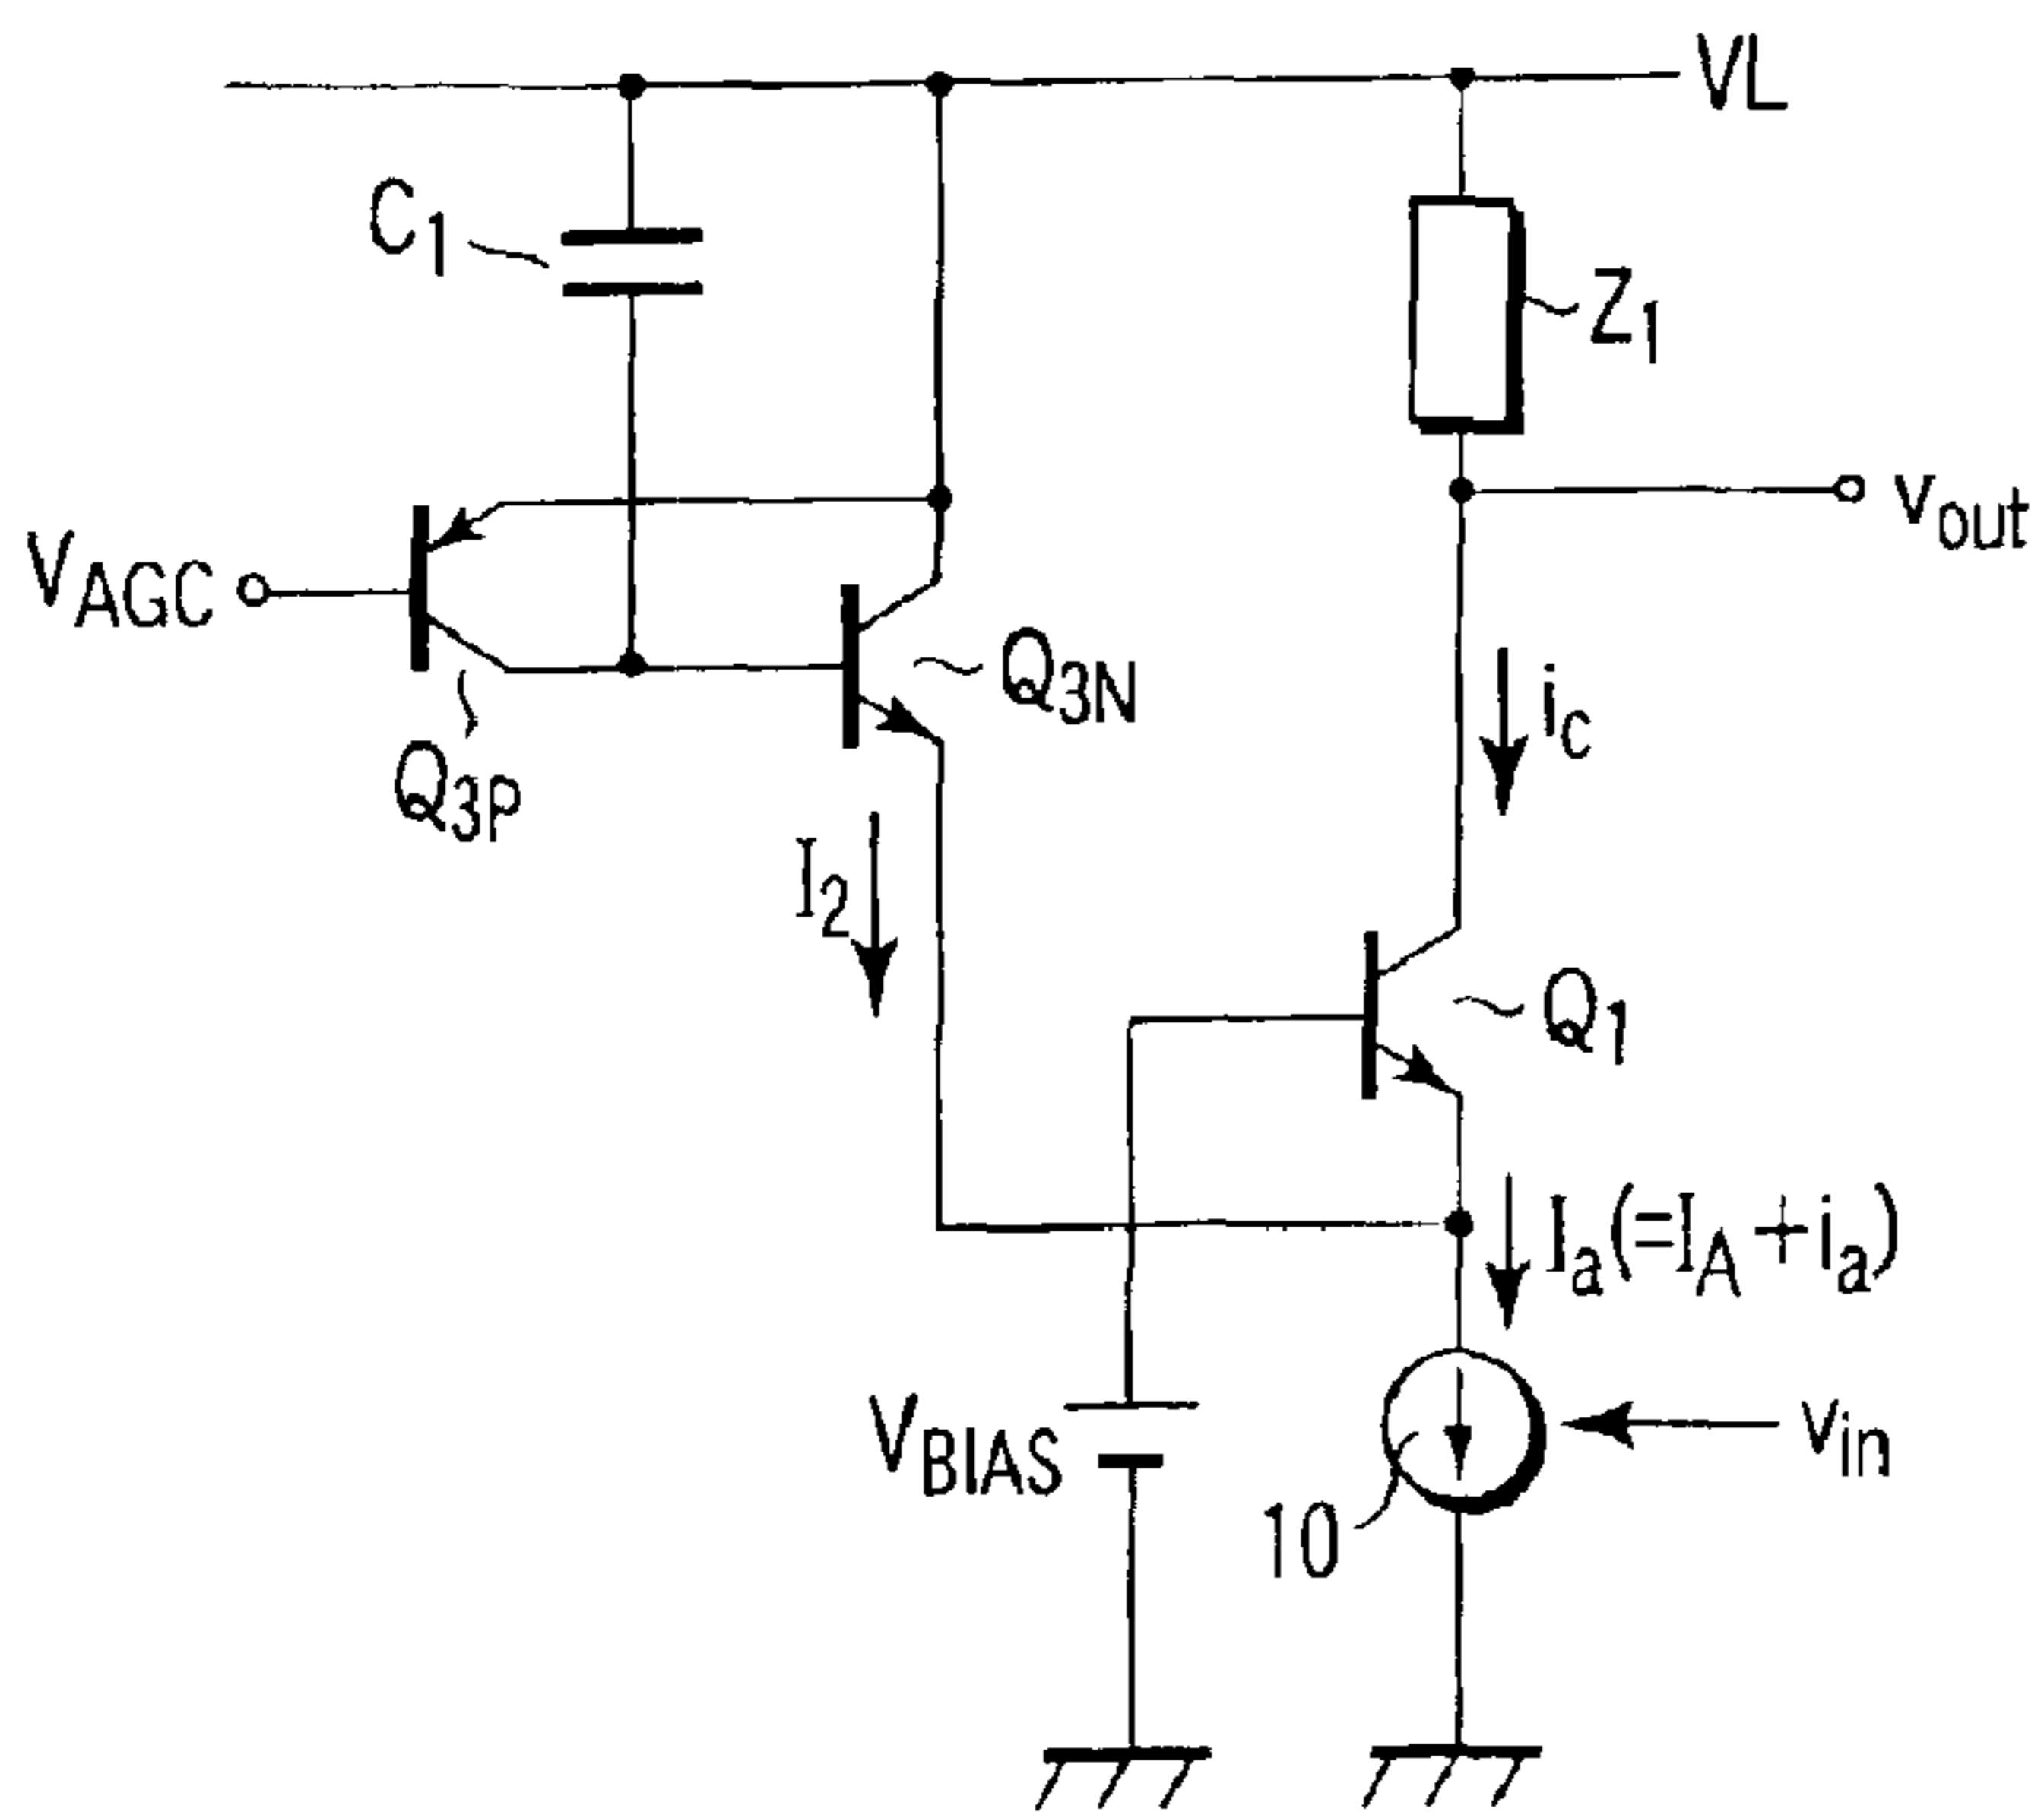 VL
C1
Z1
vout
VAGC
Q3N
ic
Q3P
I2
Q1
Ia(=IA+ia)
VBIAS
vin
10